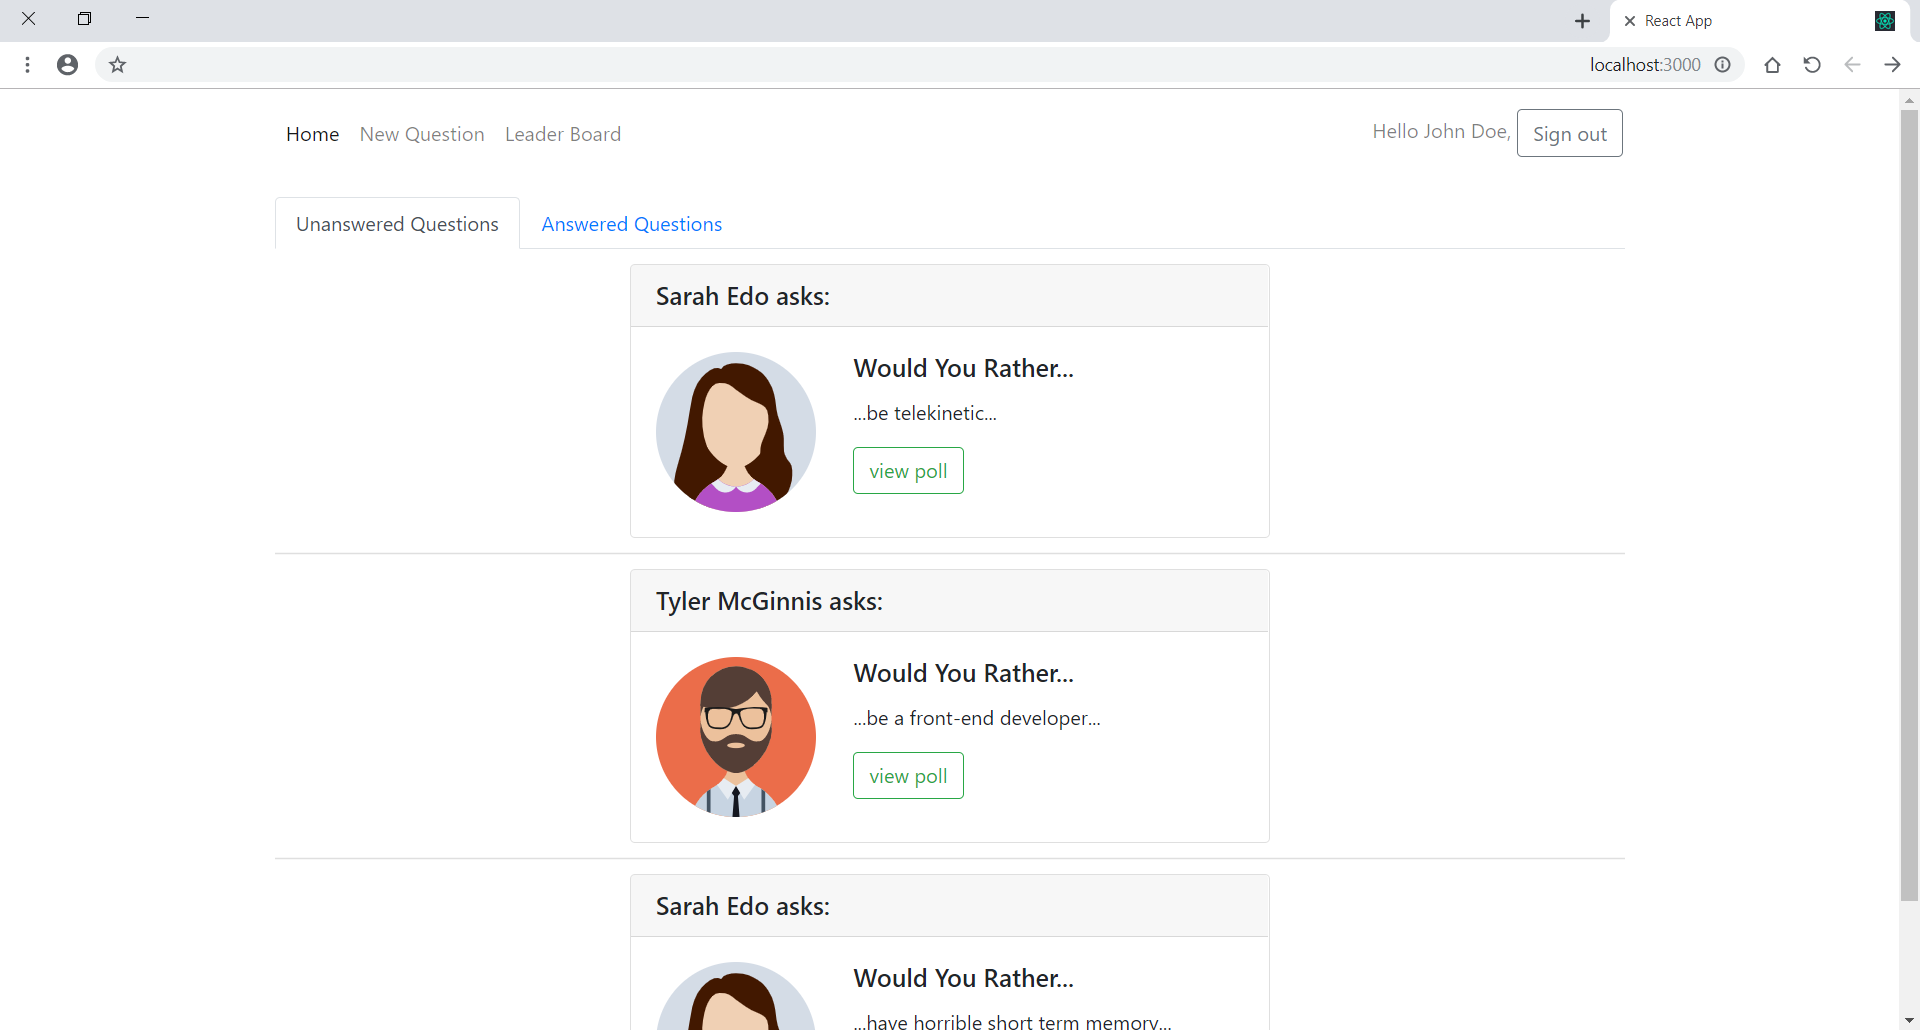 React App
localhost:3000
Home New Question Leader Board Hello John Doe, Sign out
Unanswered Questions Answered Questions
Sarah Edo asks:
Would You Rather...
...be telekinetic...
view poll
Tyler McGinnis asks:
Would You Rather...
...be a front-end developer...
view poll
Sarah Edo asks:
Would You Rather...
...have horrible short term memory...